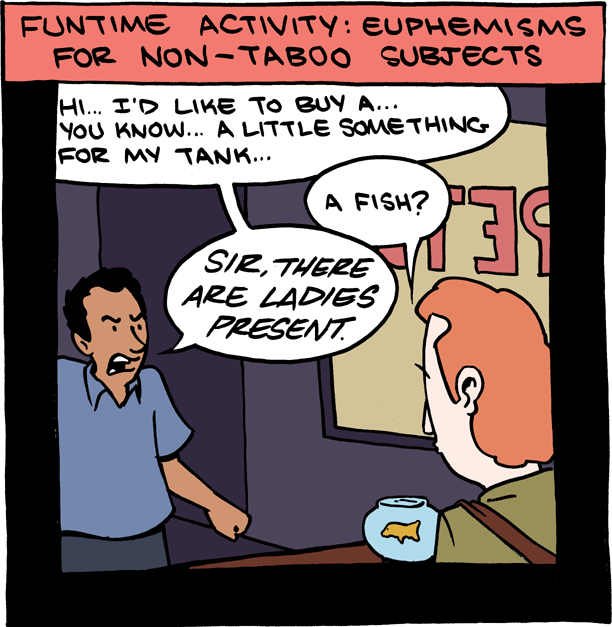 FUNTIME ACTIVITY: EUPHEMISMS
FOR NON-TABOO SUBJECTS
HI... I'D LIKE TO BUY A...
YOU KNOW... A LITTLE SOMETHING
FOR MY TANK...
A FISH?
SIR, THERE
ARE LADIES
PRESENT.
PETS